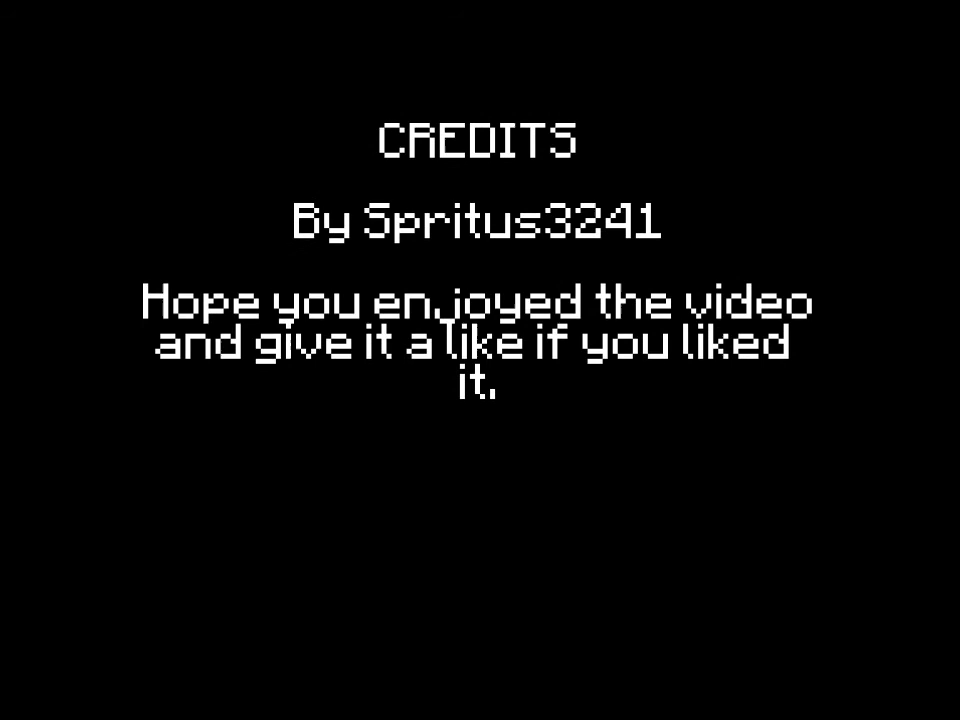 CREDITS
By Spritus3241
Hope you enjoyed the video
and give it a like if you liked
it.